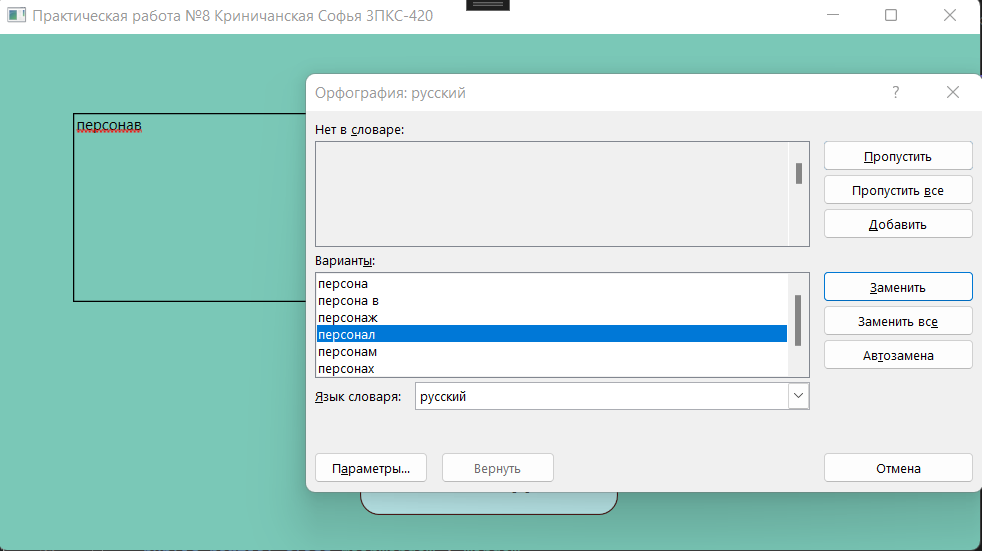 Практическая работа №8 Криничанская Софья 3ПКС-420
персонав
Орфография: русский
?
Нет в словаре:
Пропустить
Пропустить все
Добавить
Варианты:
персона
персона в
персонаж
персонал
персонам
персонах
Заменить
Заменить все
Автозамена
Язык словаря:
русский
Параметры...
Вернуть
Отмена